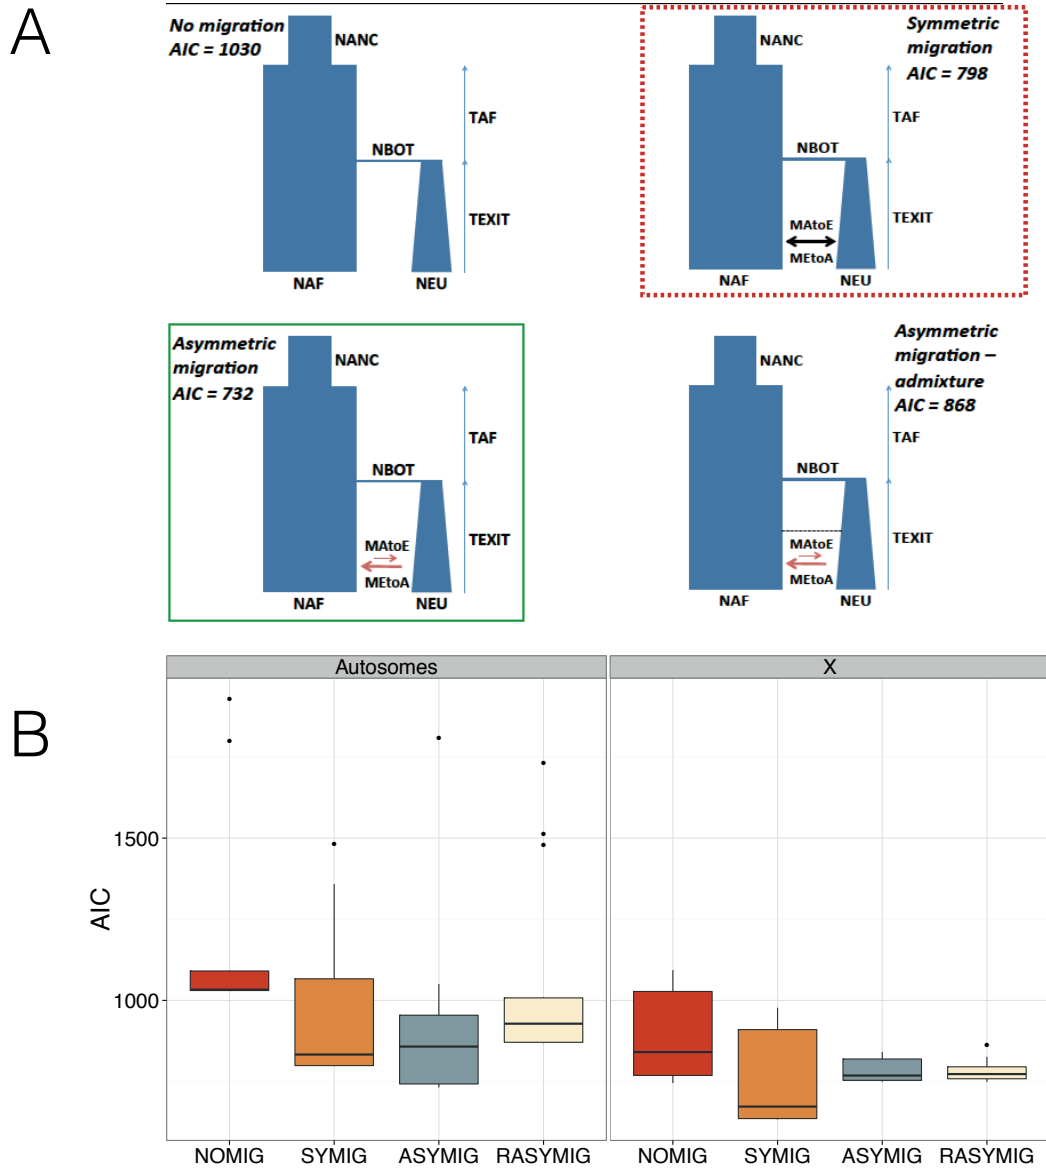 A
No migration
AIC = 1030
NANC
TAF
NBOT
TEXIT
NAF
NEU
Symmetric
migration
AIC = 798
NANC
TAF
NBOT
TEXIT
MAtoE
MEtoA
NAF
NEU
Asymmetric
migration
AIC = 732
NANC
TAF
NBOT
TEXIT
MAtoE
MEtoA
NAF
NEU
Asymmetric
migration –
admixture
AIC = 868
NANC
TAF
NBOT
TEXIT
MAtoE
MEtoA
NAF
NEU
B
Autosomes
X
AIC
1500
1000
NOMIG SYMIG ASYMIG RASYMIG
NOMIG SYMIG ASYMIG RASYMIG